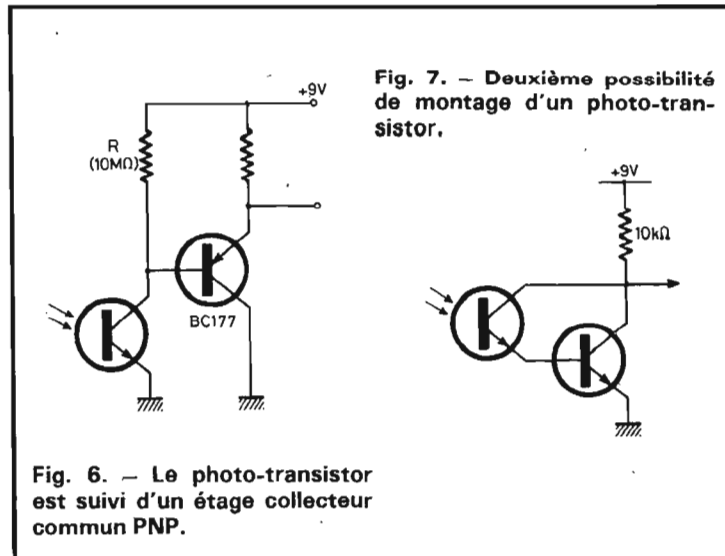 Fig. 7. — Deuxième possibilité
de montage d'un photo-tran-
sistor.
+9V
R
(10MΩ)
BC177
+9V
10kΩ
Fig. 6. — Le photo-transistor
est suivi d'un étage collecteur
commun PNP.